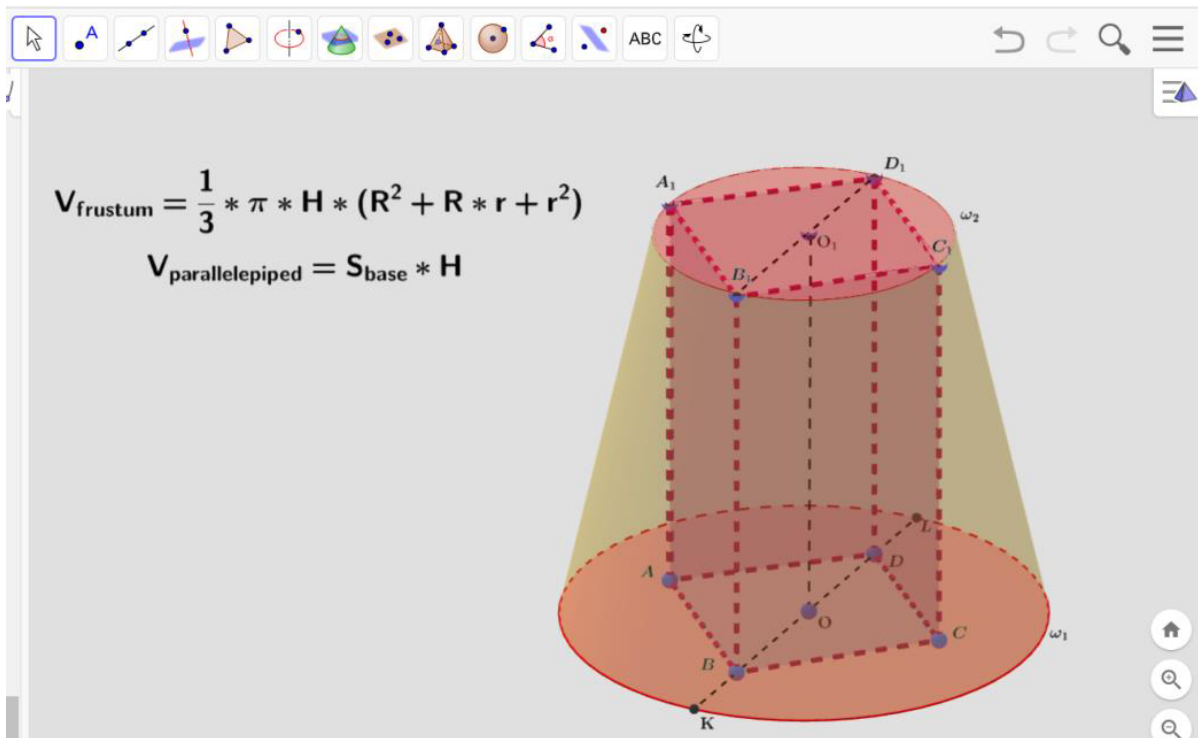 A
α
ABC
V_frustum = 1/3 * π * H * (R² + R * r + r²)
V_parallelepiped = S_base * H
D₁
A₁
ω₂
O₁
C₁
B₁
L
A
D
O
C
ω₁
B
K